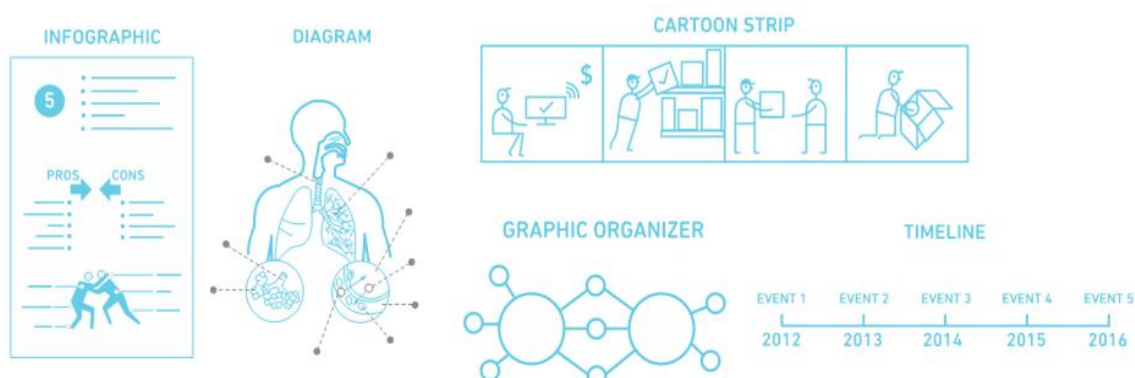 INFOGRAPHIC
5
PROS
CONS
DIAGRAM
CARTOON STRIP
$
GRAPHIC ORGANIZER
TIMELINE
EVENT 1 EVENT 2 EVENT 3 EVENT 4 EVENT 5
2012 2013 2014 2015 2016